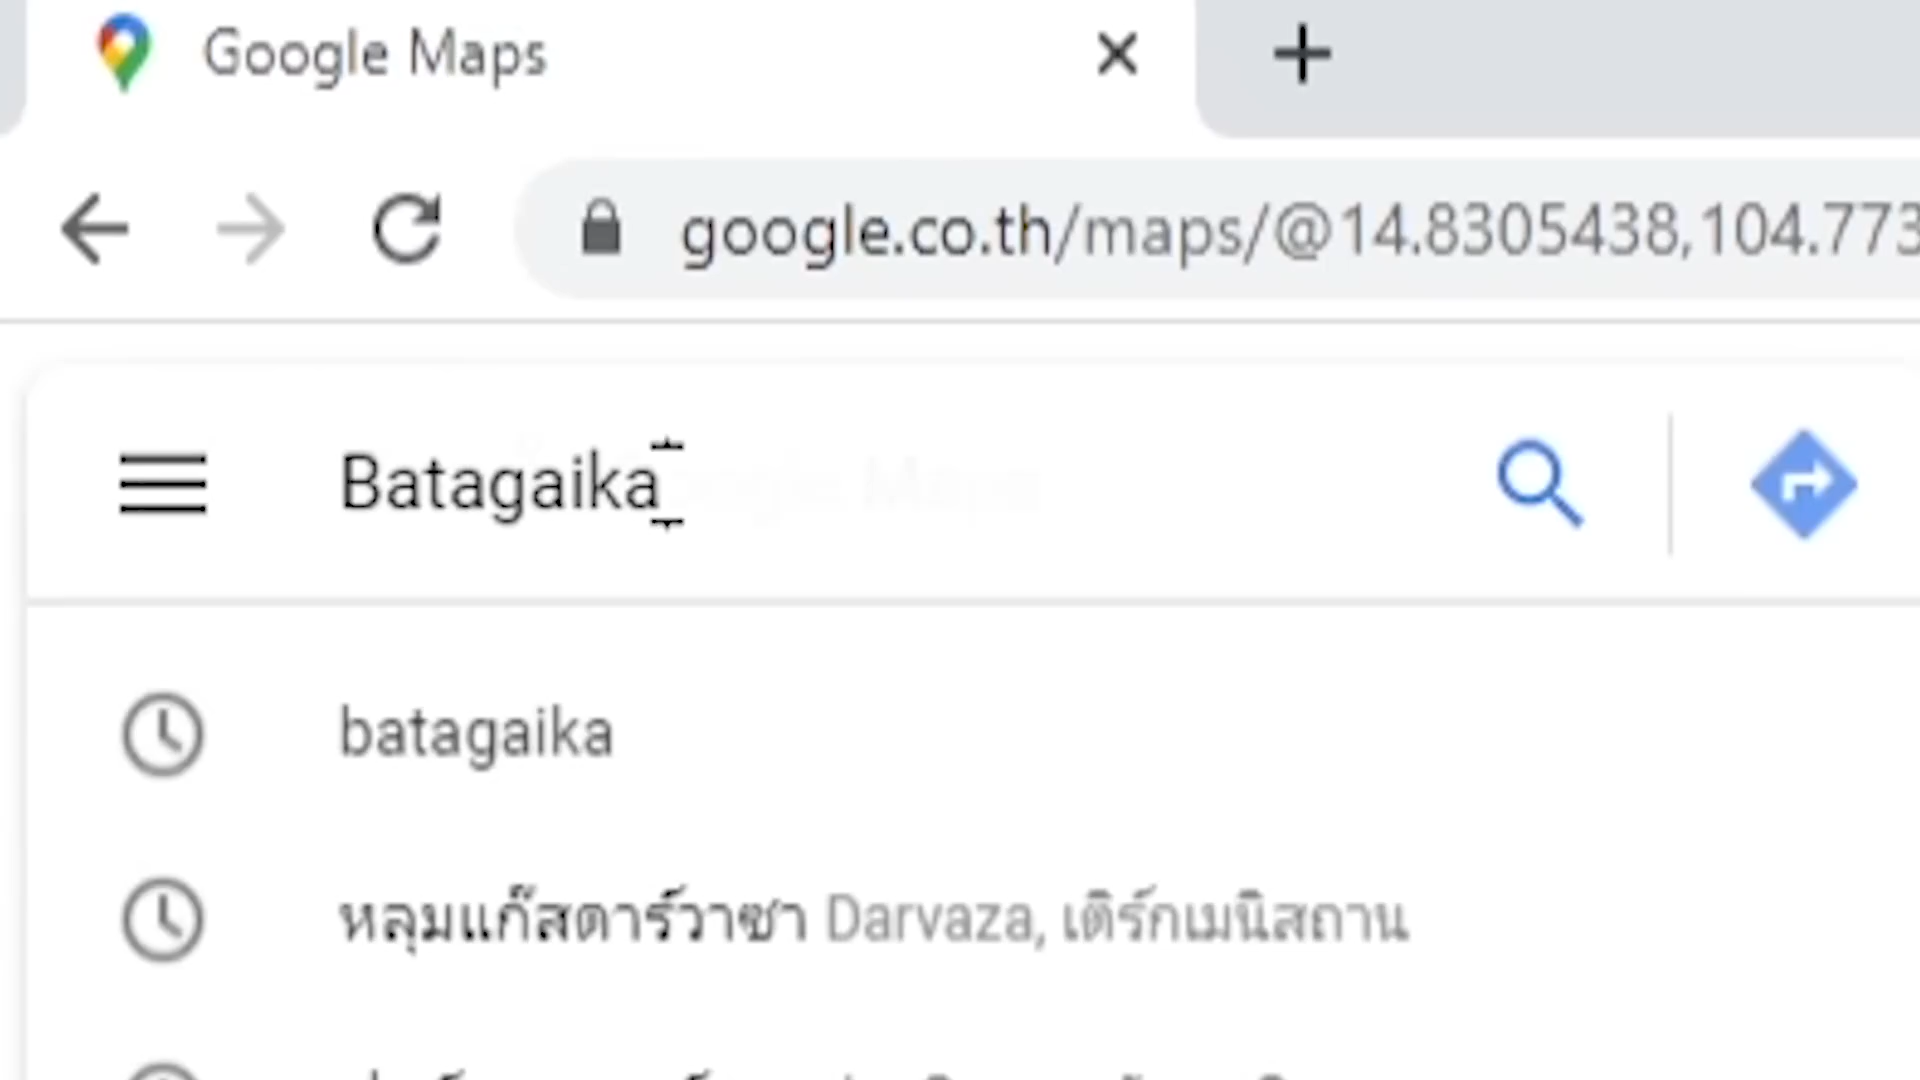 Google Maps
google.co.th/maps/@14.8305438,104.773
Batagaika
batagaika
หลุมแก๊สดาร์วาซา Darvaza, เติร์กเมนิสถาน